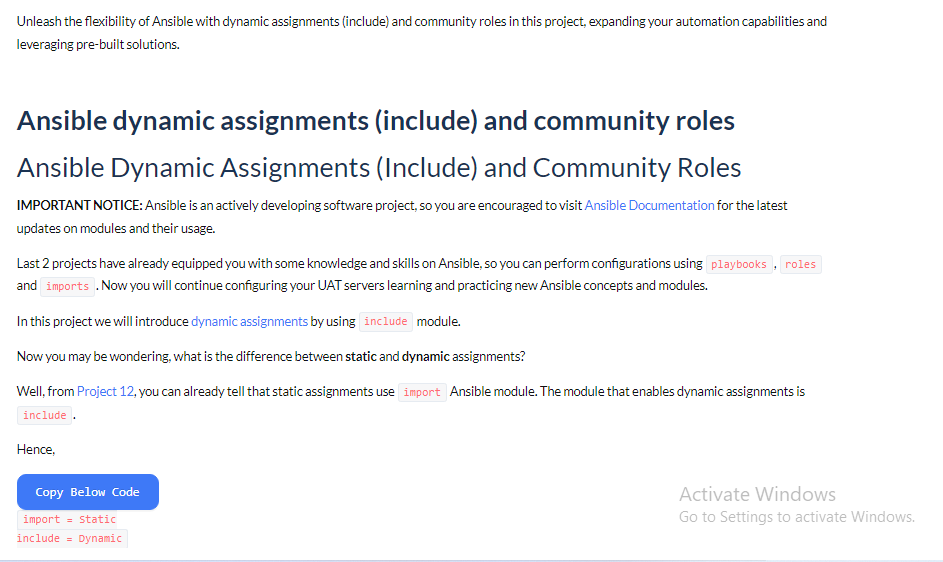 Unleash the flexibility of Ansible with dynamic assignments (include) and community roles in this project, expanding your automation capabilities and
leveraging pre-built solutions.
Ansible dynamic assignments (include) and community roles
Ansible Dynamic Assignments (Include) and Community Roles
IMPORTANT NOTICE: Ansible is an actively developing software project, so you are encouraged to visit Ansible Documentation for the latest
updates on modules and their usage.
Last 2 projects have already equipped you with some knowledge and skills on Ansible, so you can perform configurations using playbooks , roles
and imports . Now you will continue configuring your UAT servers learning and practicing new Ansible concepts and modules.
In this project we will introduce dynamic assignments by using include module.
Now you may be wondering, what is the difference between static and dynamic assignments?
Well, from Project 12, you can already tell that static assignments use import Ansible module. The module that enables dynamic assignments is
include .
Hence,
Copy Below Code
import = Static
include = Dynamic
Activate Windows
Go to Settings to activate Windows.